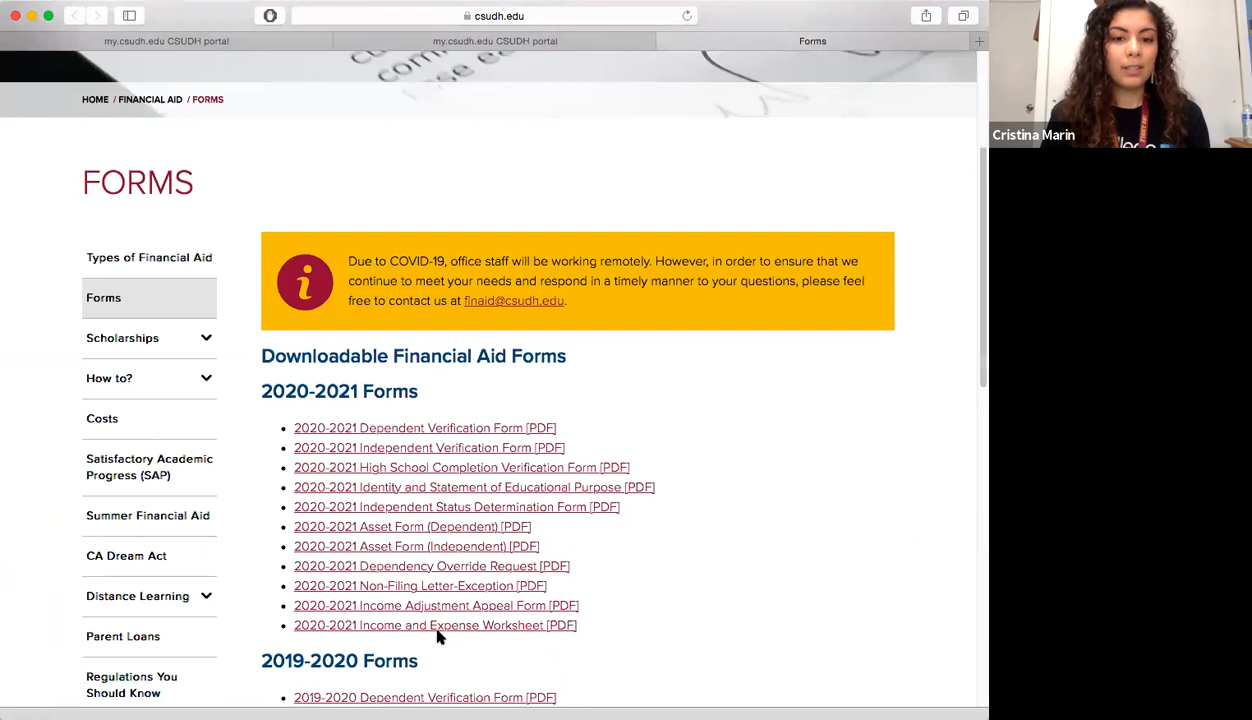 csudh.edu
my.csudh.edu CSUDH portal
my.csudh.edu CSUDH portal
Forms
HOME / FINANCIAL AID / FORMS
Cristina Marin
FORMS
Types of Financial Aid
Forms
Scholarships
How to?
Costs
Satisfactory Academic
Progress (SAP)
Summer Financial Aid
CA Dream Act
Distance Learning
Parent Loans
Regulations You
Should Know
Due to COVID-19, office staff will be working remotely. However, in order to ensure that we
continue to meet your needs and respond in a timely manner to your questions, please feel
free to contact us at finaid@csudh.edu.
Downloadable Financial Aid Forms
2020-2021 Forms
• 2020-2021 Dependent Verification Form [PDF]
• 2020-2021 Independent Verification Form [PDF]
• 2020-2021 High School Completion Verification Form [PDF]
• 2020-2021 Identity and Statement of Educational Purpose [PDF]
• 2020-2021 Independent Status Determination Form [PDF]
• 2020-2021 Asset Form (Dependent) [PDF]
• 2020-2021 Asset Form (Independent) [PDF]
• 2020-2021 Dependency Override Request [PDF]
• 2020-2021 Non-Filing Letter-Exception [PDF]
• 2020-2021 Income Adjustment Appeal Form [PDF]
• 2020-2021 Income and Expense Worksheet [PDF]
2019-2020 Forms
• 2019-2020 Dependent Verification Form [PDF]